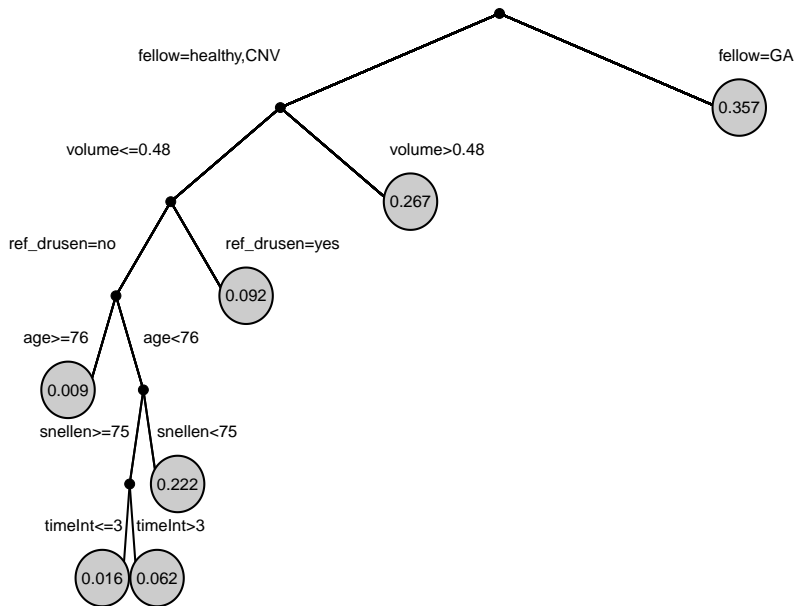 fellow=healthy,CNV
fellow=GA
0.357
volume<=0.48
volume>0.48
0.267
ref_drusen=no
ref_drusen=yes
0.092
age>=76
age<76
0.009
snellen>=75
snellen<75
0.222
timeInt<=3
timeInt>3
0.016
0.062